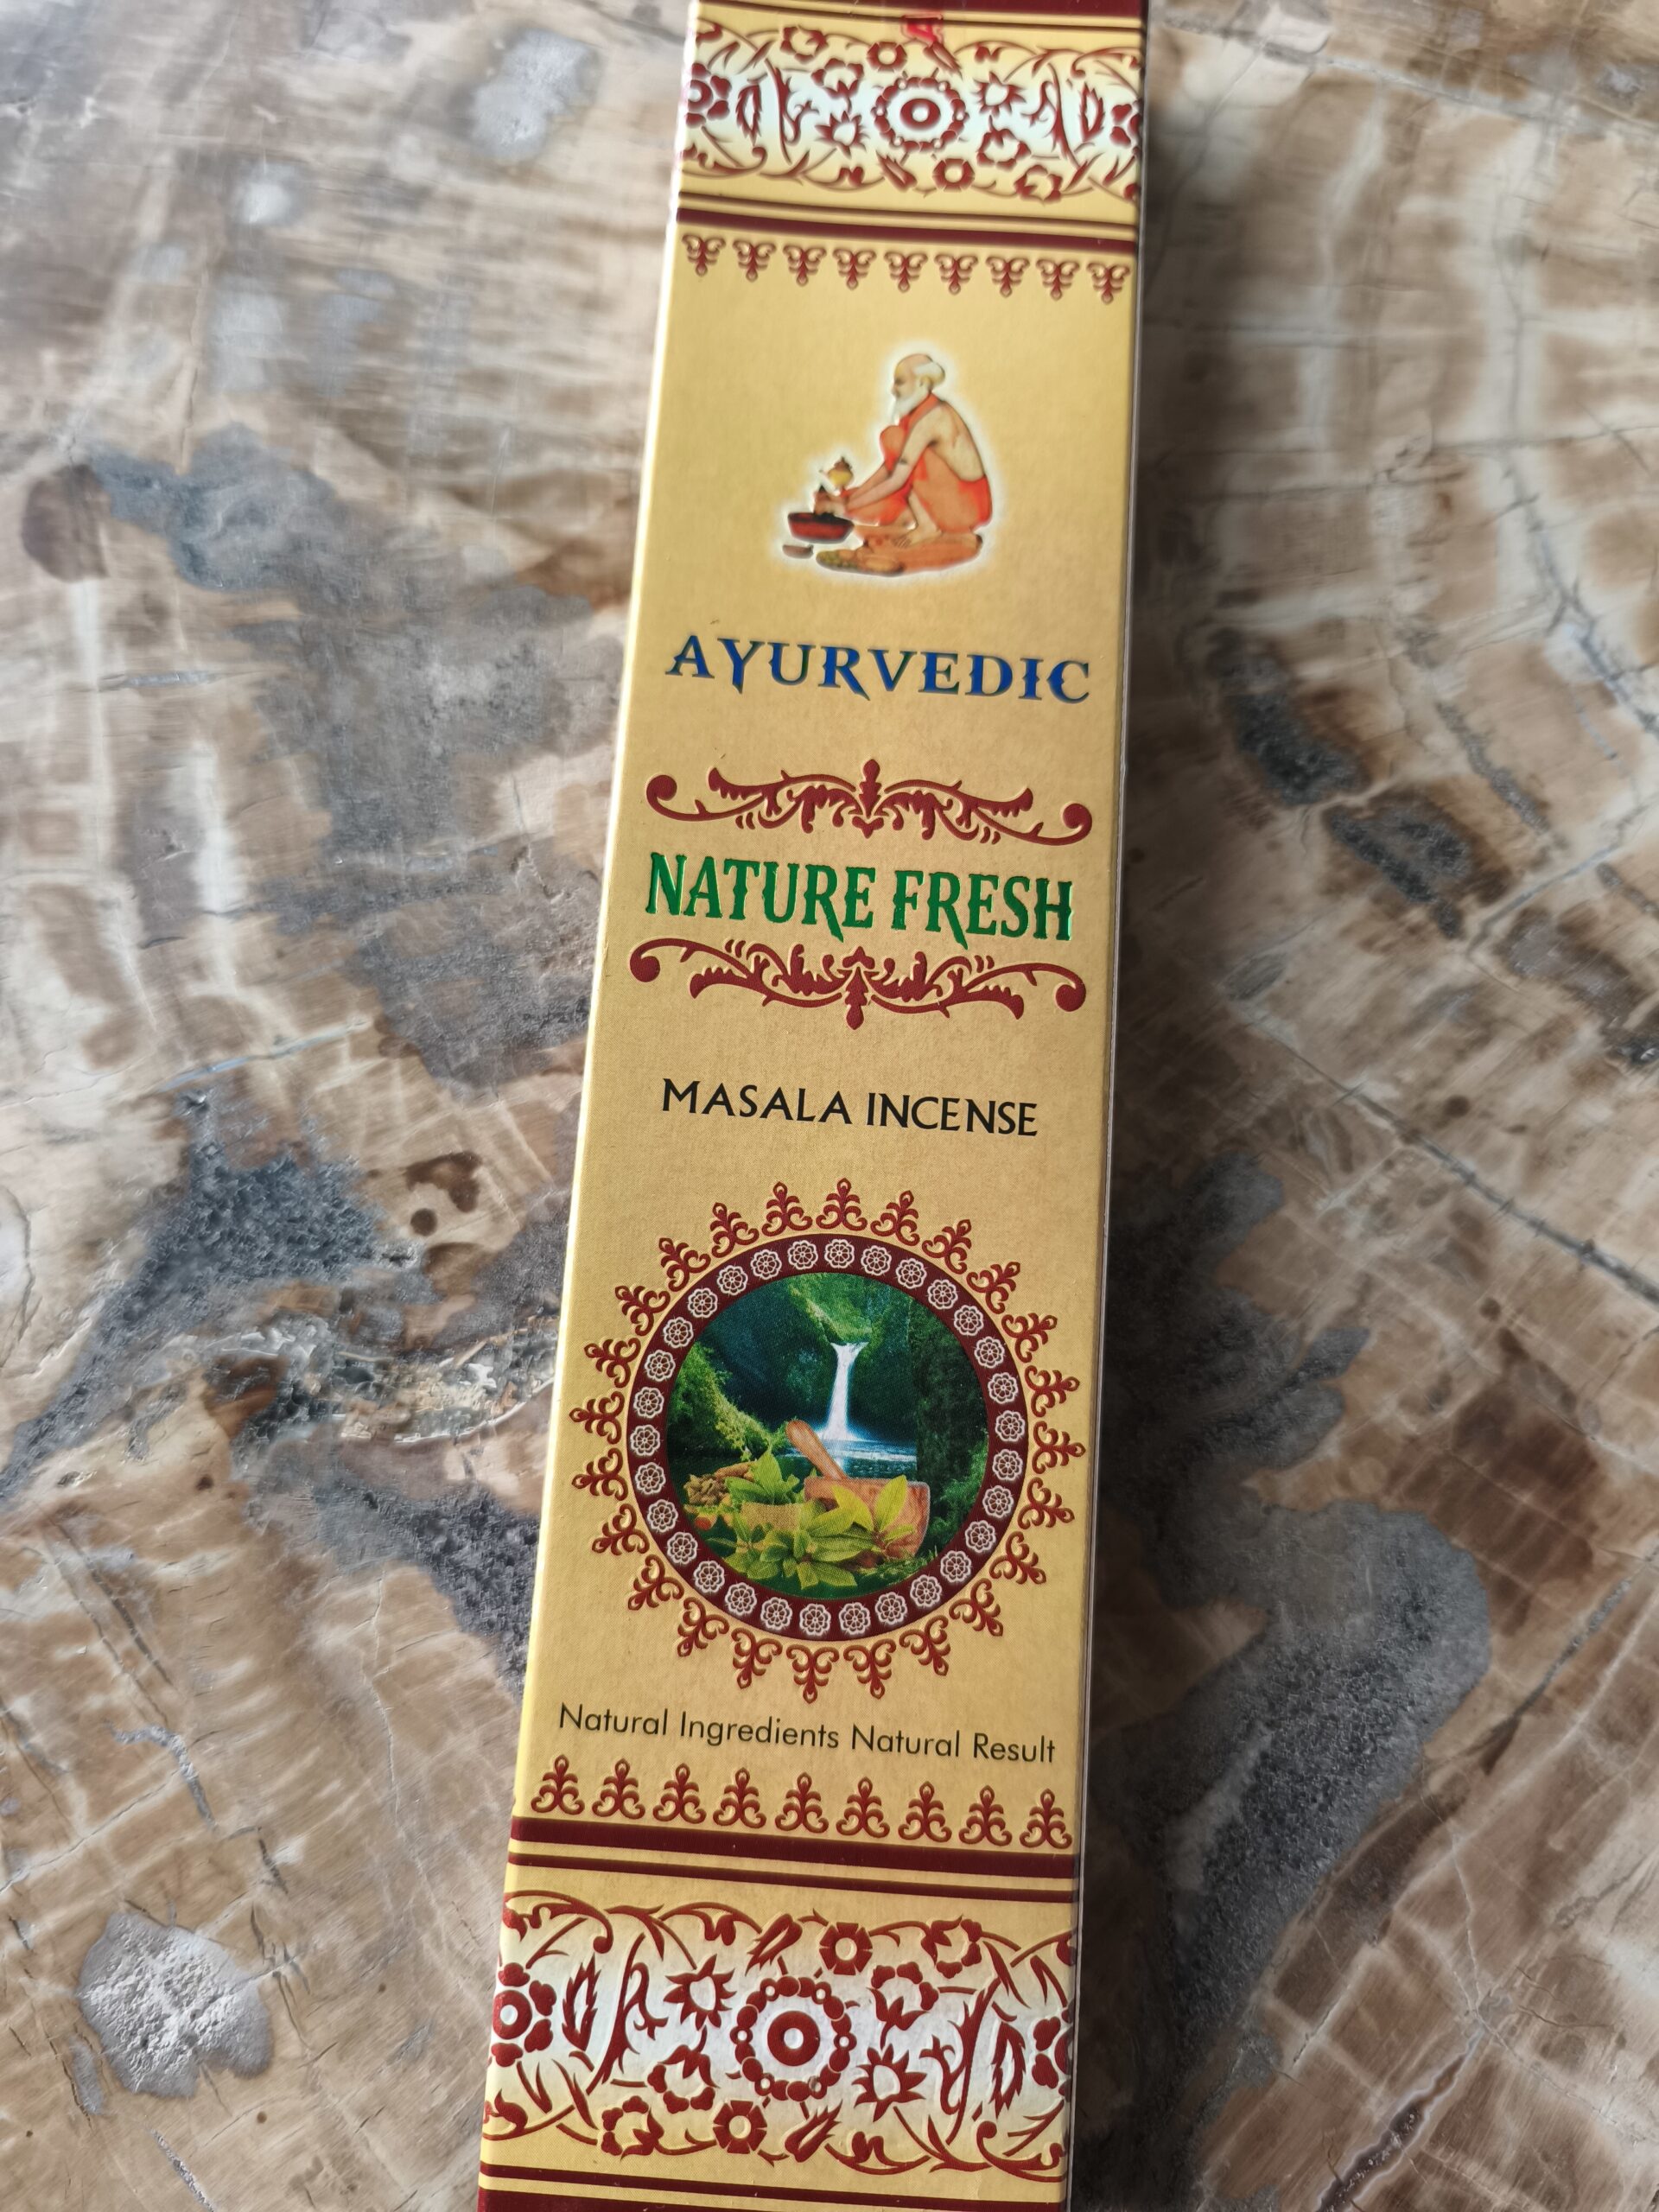 AYURVEDIC
NATURE FRESH
MASALA INCENSE
Natural Ingredients Natural Result